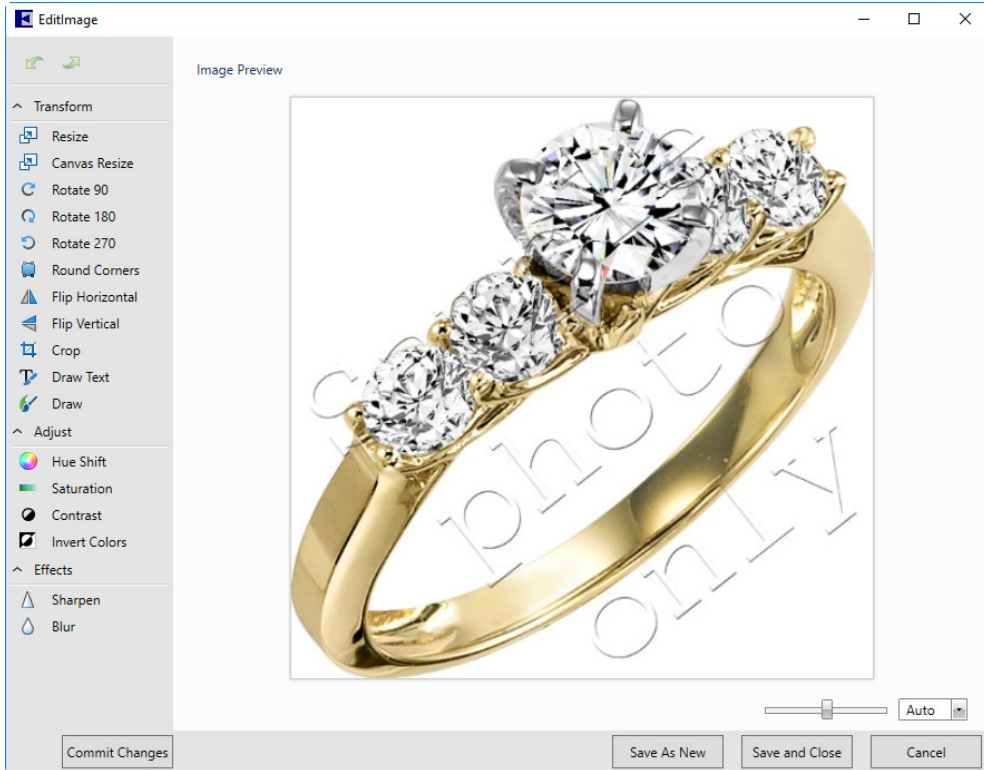 EditImage
Image Preview
Transform
Resize
Canvas Resize
Rotate 90
Rotate 180
Rotate 270
Round Corners
Flip Horizontal
Flip Vertical
Crop
Draw Text
Draw
Adjust
Hue Shift
Saturation
Contrast
Invert Colors
Effects
Sharpen
Blur
photo
only
Auto
Commit Changes
Save As New
Save and Close
Cancel